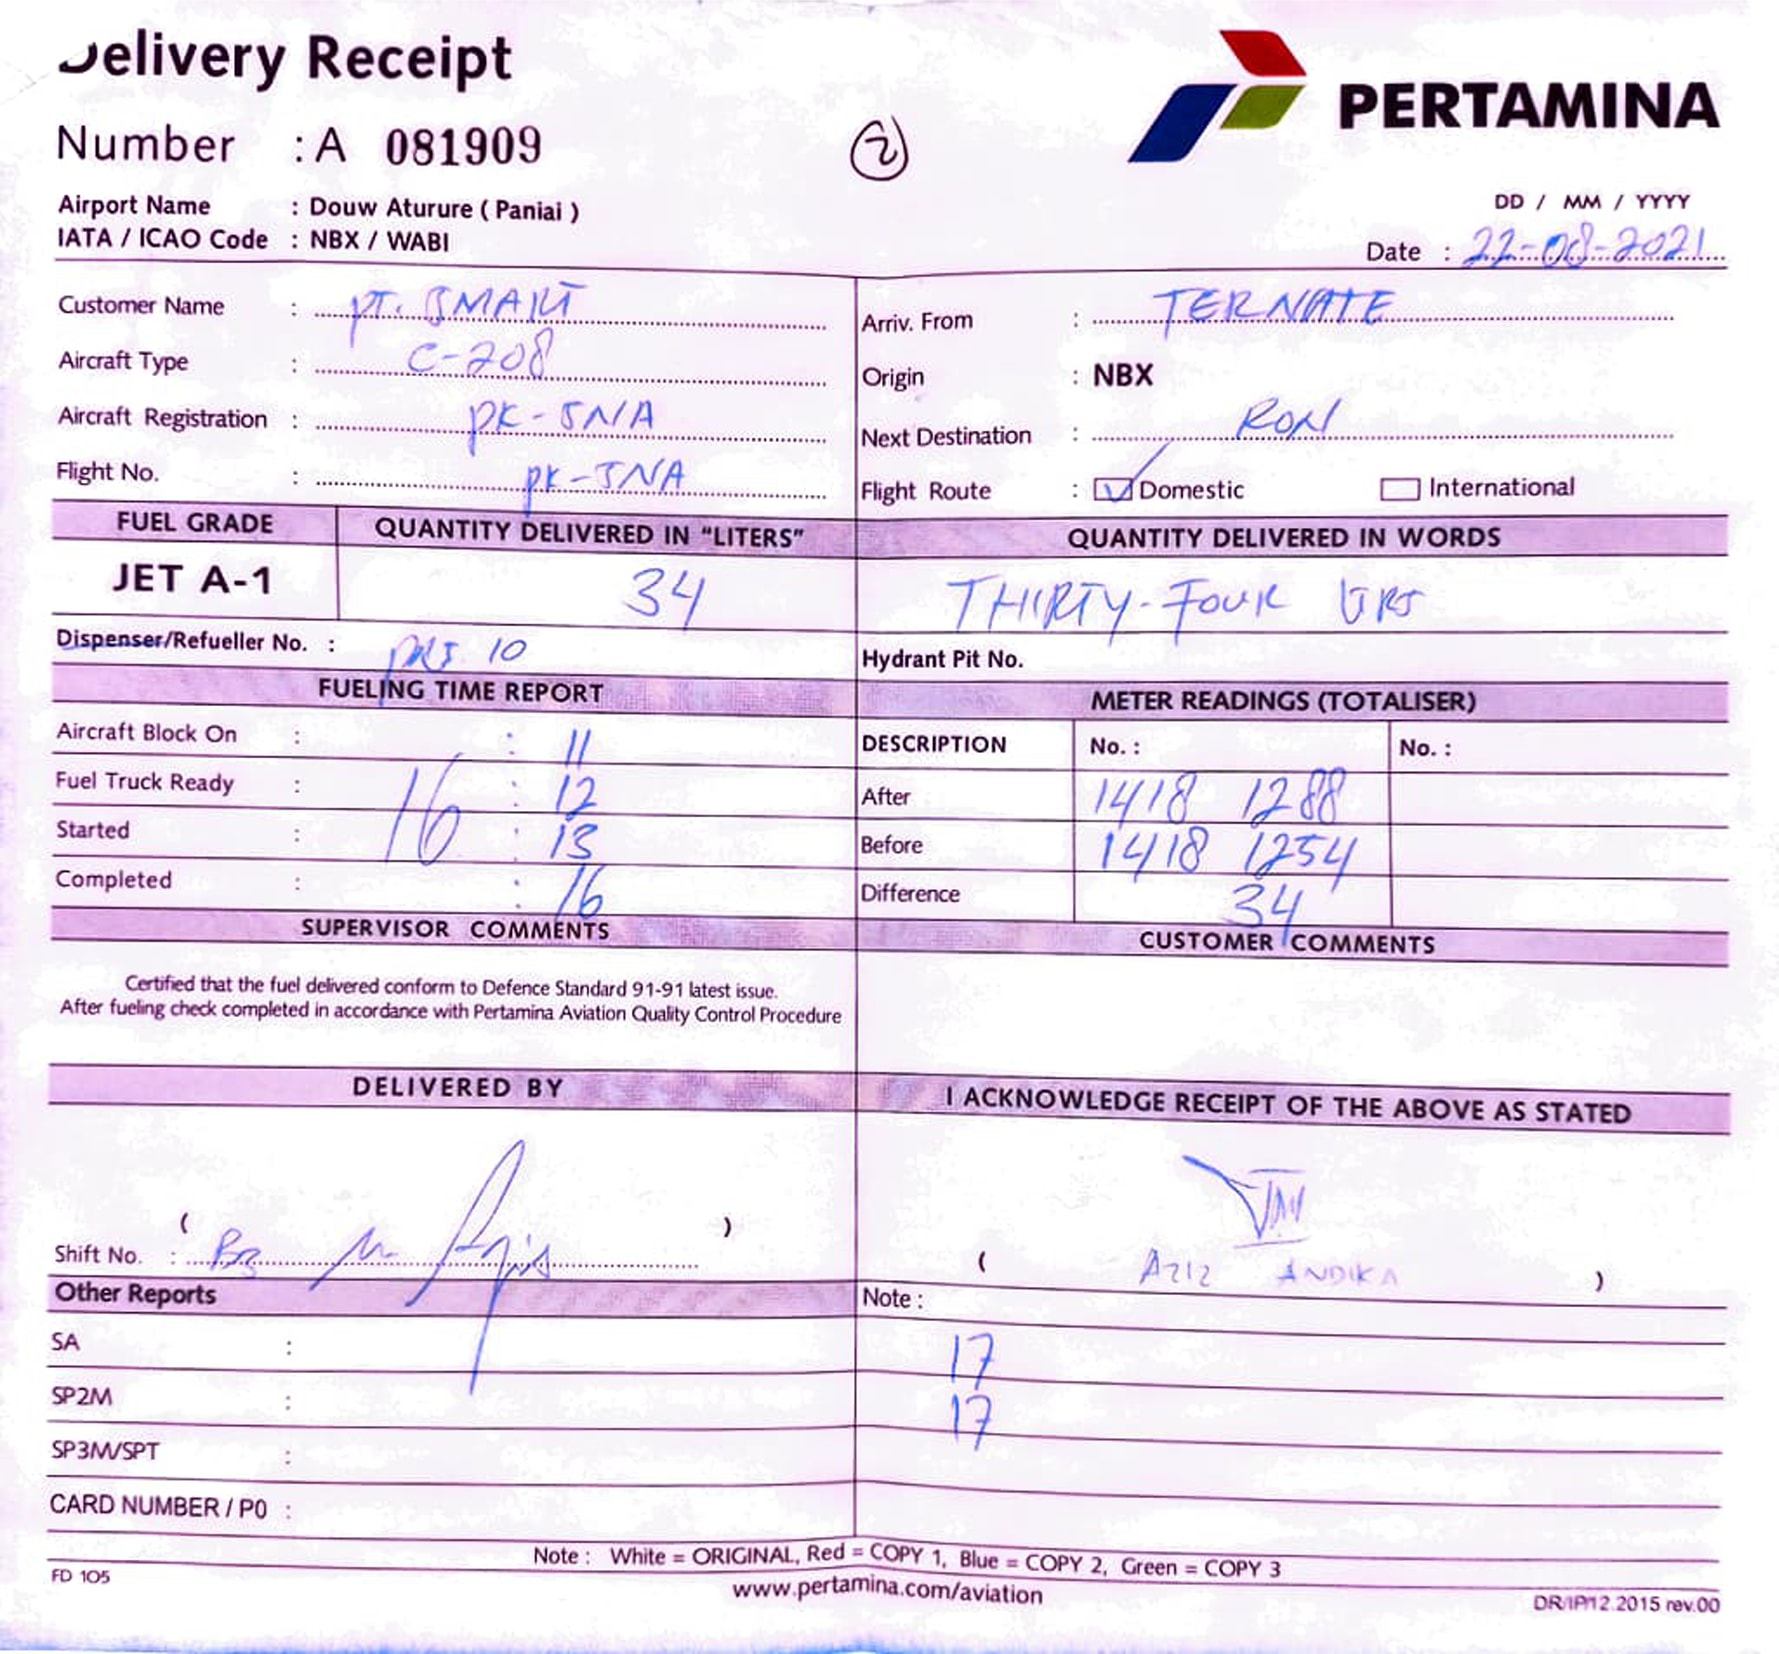 Delivery Receipt
PERTAMINA
Number : A 081909
2
Airport Name : Douw Aturure ( Paniai )
IATA / ICAO Code : NBX / WABI
DD / MM / YYYY
Date : 22-08-2021
Customer Name : PT. SMART
Aircraft Type : C-208
Aircraft Registration : PK-SNA
Flight No. : PK-SNA
Arriv. From : TERNATE
Origin : NBX
Next Destination : RON
Flight Route : Domestic International
FUEL GRADE QUANTITY DELIVERED IN "LITERS" QUANTITY DELIVERED IN WORDS
JET A-1 34 THIRTY-FOUR LTRS
Dispenser/Refueller No. : 10
Hydrant Pit No.
FUELING TIME REPORT
Aircraft Block On : : 11
Fuel Truck Ready : 16 : 12
Started : : 13
Completed : : 16
METER READINGS (TOTALISER)
DESCRIPTION No. : No. :
After 1418 1288
Before 1418 1254
Difference 34
SUPERVISOR COMMENTS
Certified that the fuel delivered conform to Defence Standard 91-91 latest issue.
After fueling check completed in accordance with Pertamina Aviation Quality Control Procedure
CUSTOMER COMMENTS
DELIVERED BY
( )
Shift No. :
I ACKNOWLEDGE RECEIPT OF THE ABOVE AS STATED
( AZIZ ANDIKA )
Other Reports
SA :
SP2M :
SP3M/SPT :
CARD NUMBER / P0 :
Note :
17
17
Note : White = ORIGINAL, Red = COPY 1, Blue = COPY 2, Green = COPY 3
FD 105
www.pertamina.com/aviation
DR/IP/12.2015 rev.00